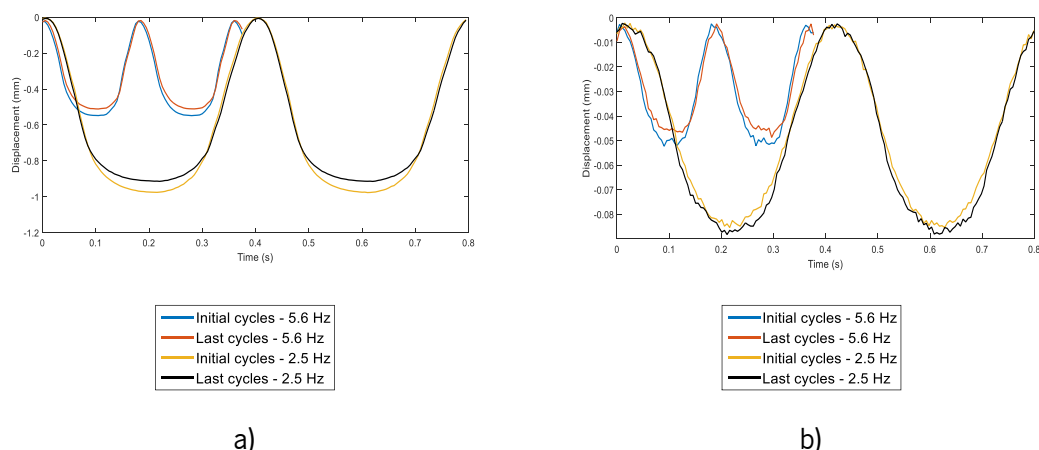 0
-0.2
-0.4
-0.6
-0.8
-1
-1.2
Displacement (mm)
0 0.1 0.2 0.3 0.4 0.5 0.6 0.7 0.8
Time (s)
Initial cycles - 5.6 Hz
Last cycles - 5.6 Hz
Initial cycles - 2.5 Hz
Last cycles - 2.5 Hz
a)
0
-0.01
-0.02
-0.03
-0.04
-0.05
-0.06
-0.07
-0.08
Displacement (mm)
0 0.1 0.2 0.3 0.4 0.5 0.6 0.7 0.8
Time (s)
Initial cycles - 5.6 Hz
Last cycles - 5.6 Hz
Initial cycles - 2.5 Hz
Last cycles - 2.5 Hz
b)